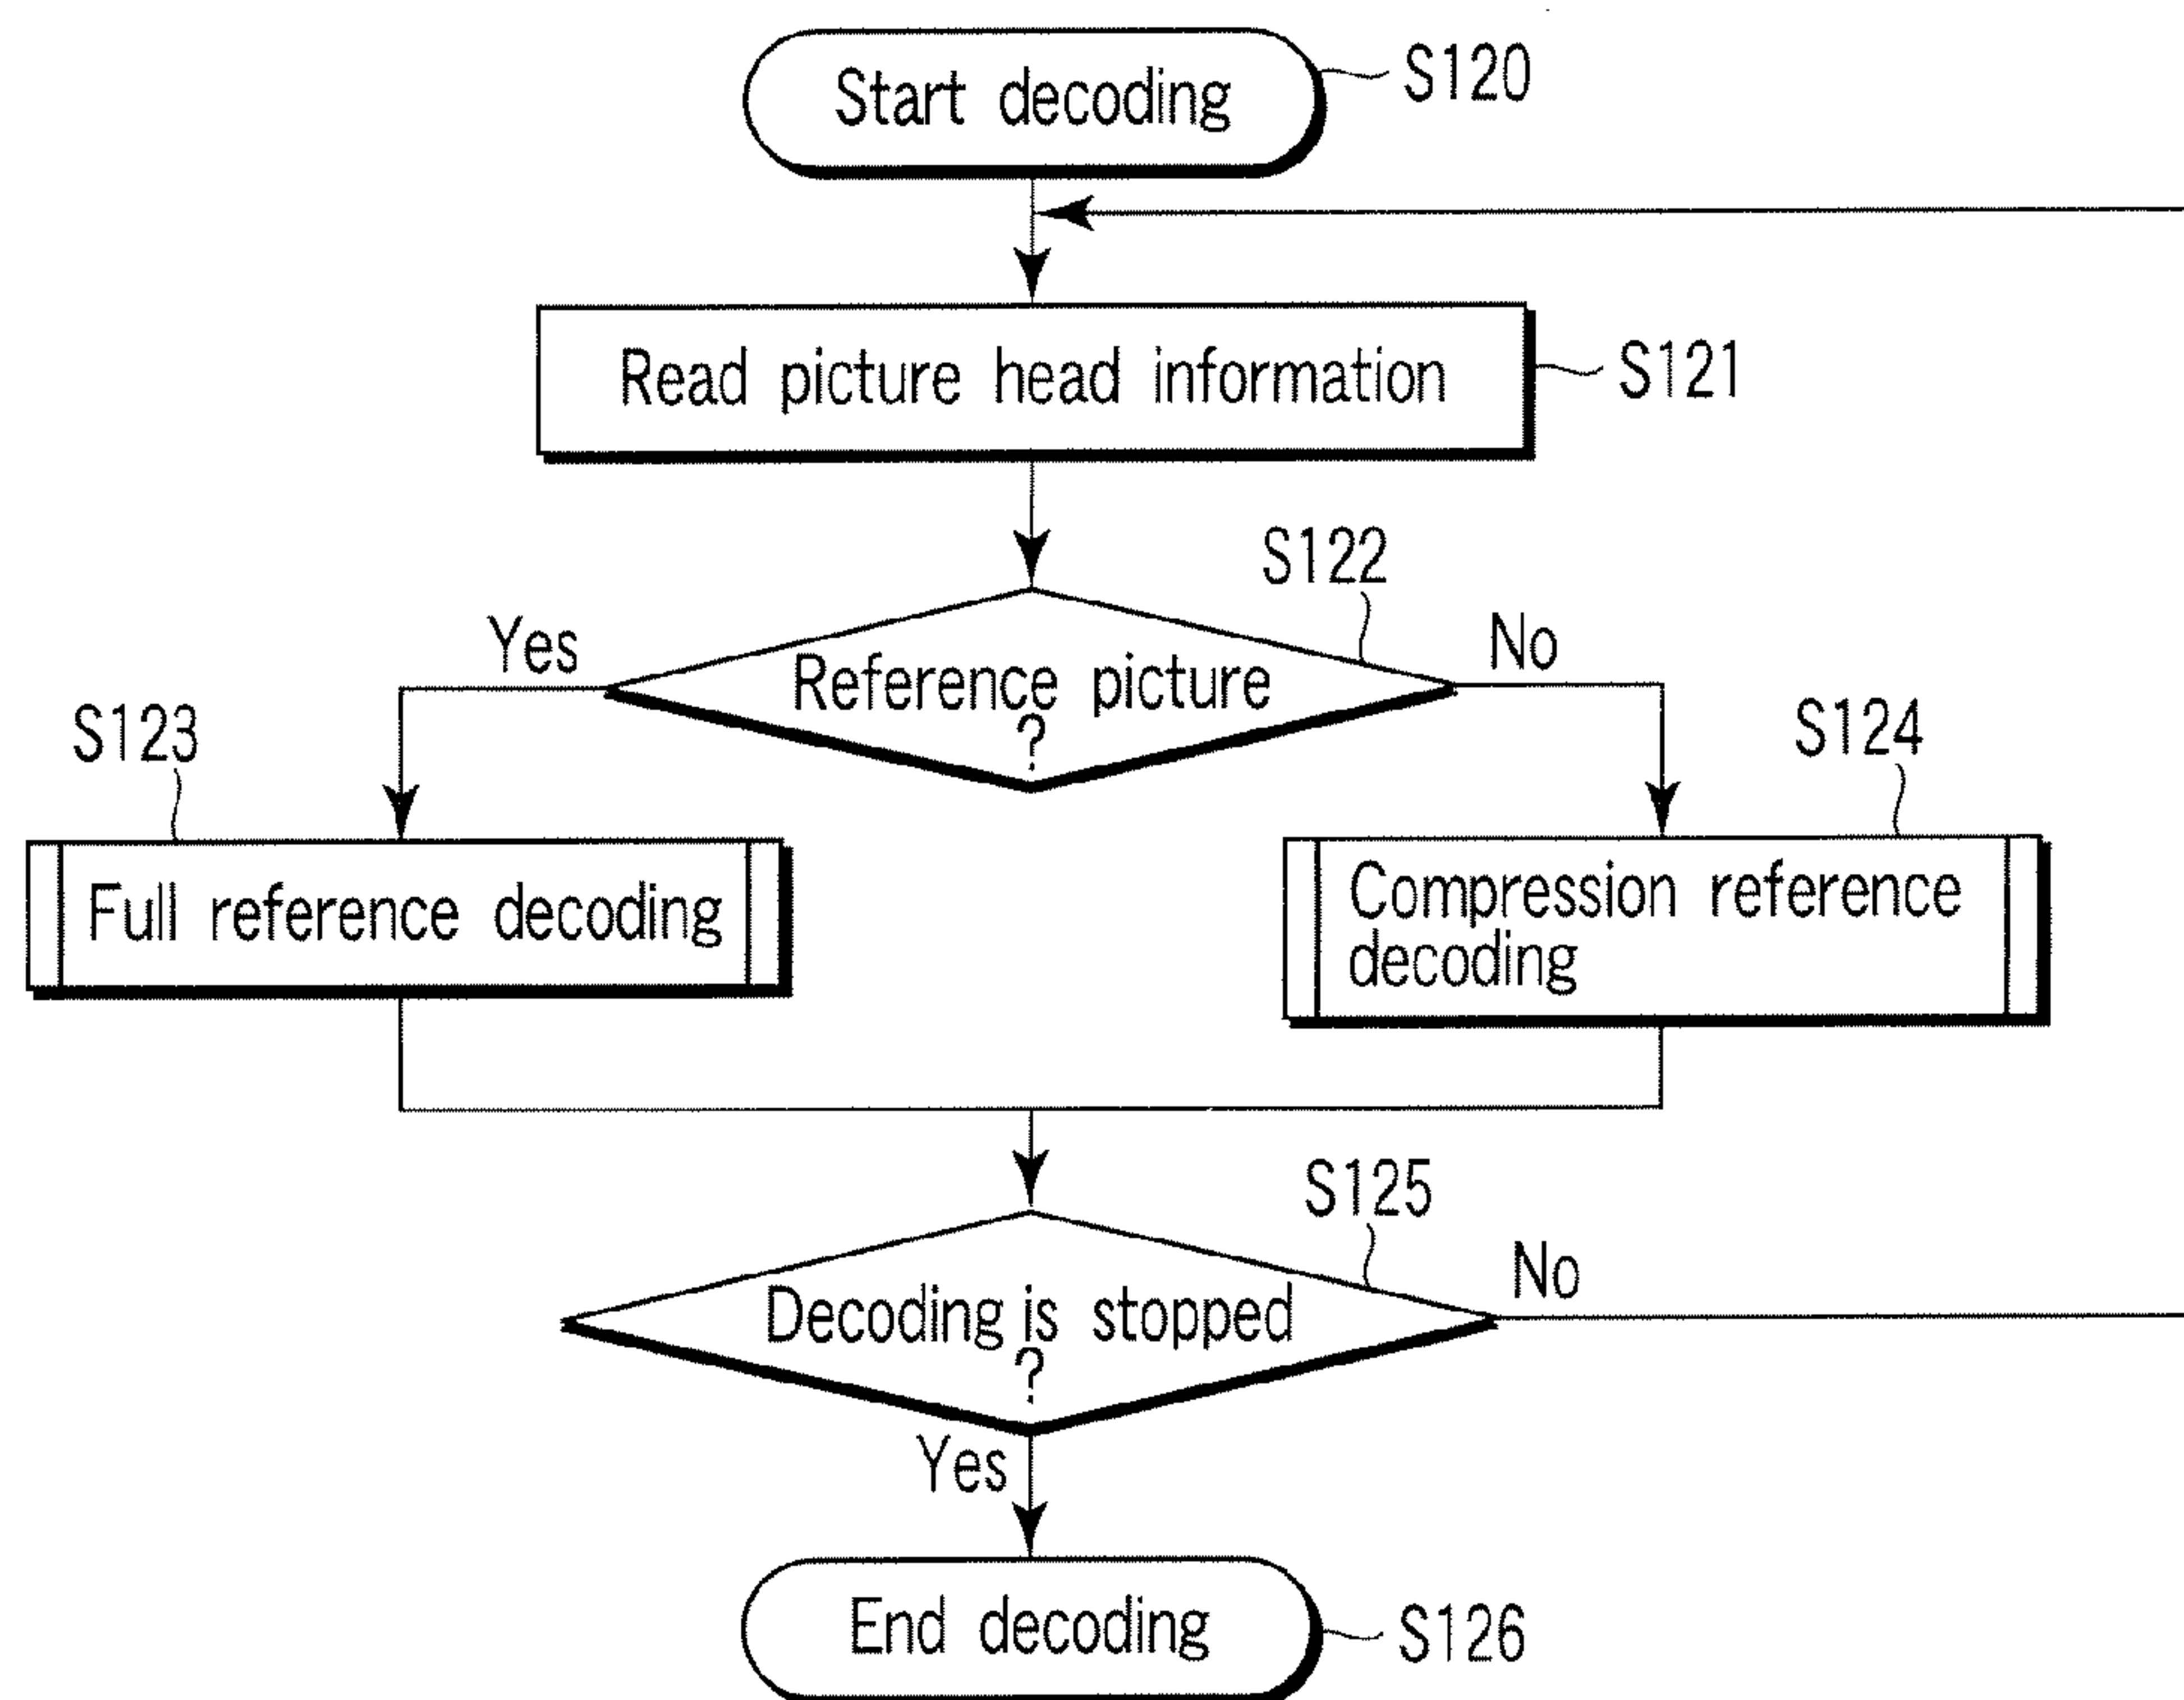 Start decoding
S120
Read picture head information
S121
S122
Yes
No
Reference picture
?
S123
S124
Full reference decoding
Compression reference
decoding
S125
No
Decoding is stopped
?
Yes
End decoding
S126